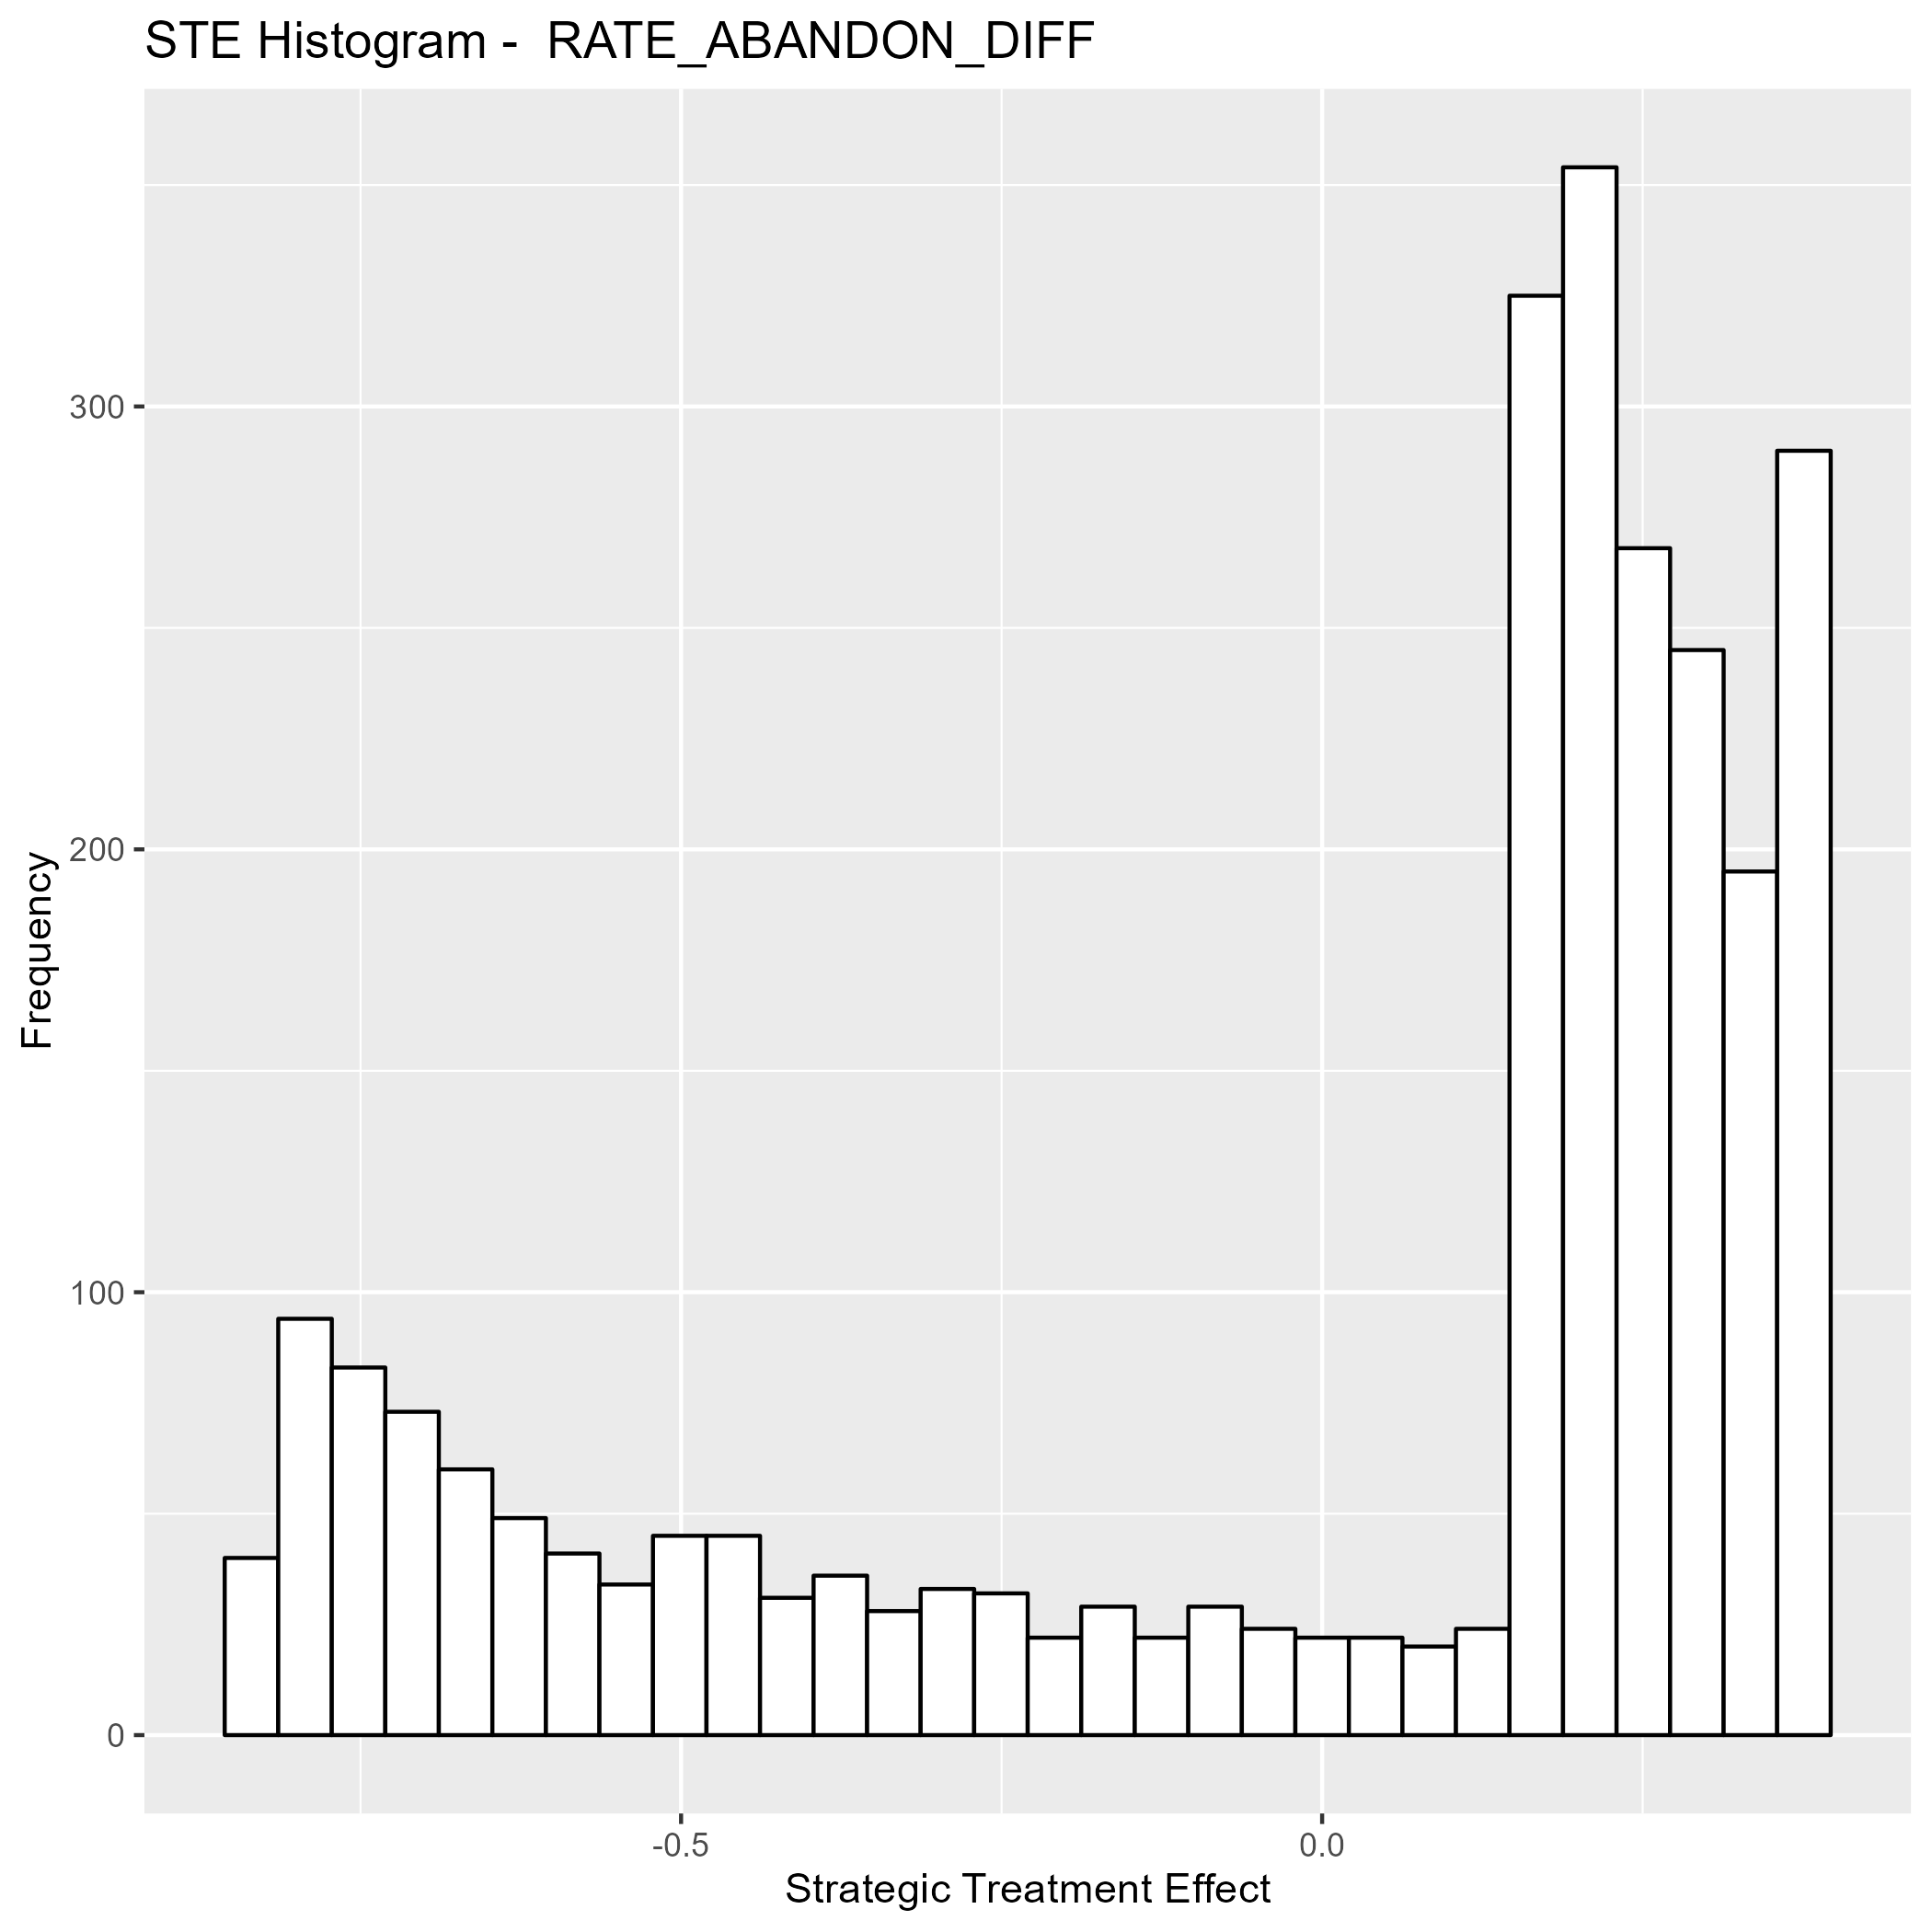 STE Histogram -  RATE_ABANDON_DIFF
Frequency
300
200
100
0
-0.5
0.0
Strategic Treatment Effect